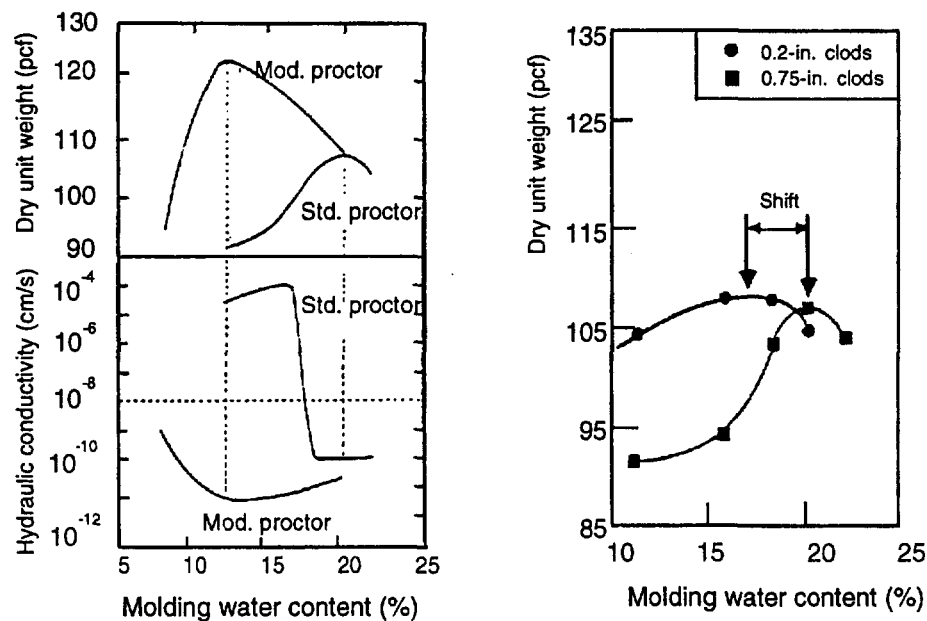 130
120
110
100
90
Dry unit weight (pcf)
Mod. proctor
Std. proctor
10-4
10-6
10-8
10-10
10-12
Hydraulic conductivity (cm/s)
Std. proctor
Mod. proctor
5 10 15 20 25
Molding water content (%)
135
125
115
105
95
85
Dry unit weight (pcf)
0.2-in. clods
0.75-in. clods
Shift
10 15 20 25
Molding water content (%)